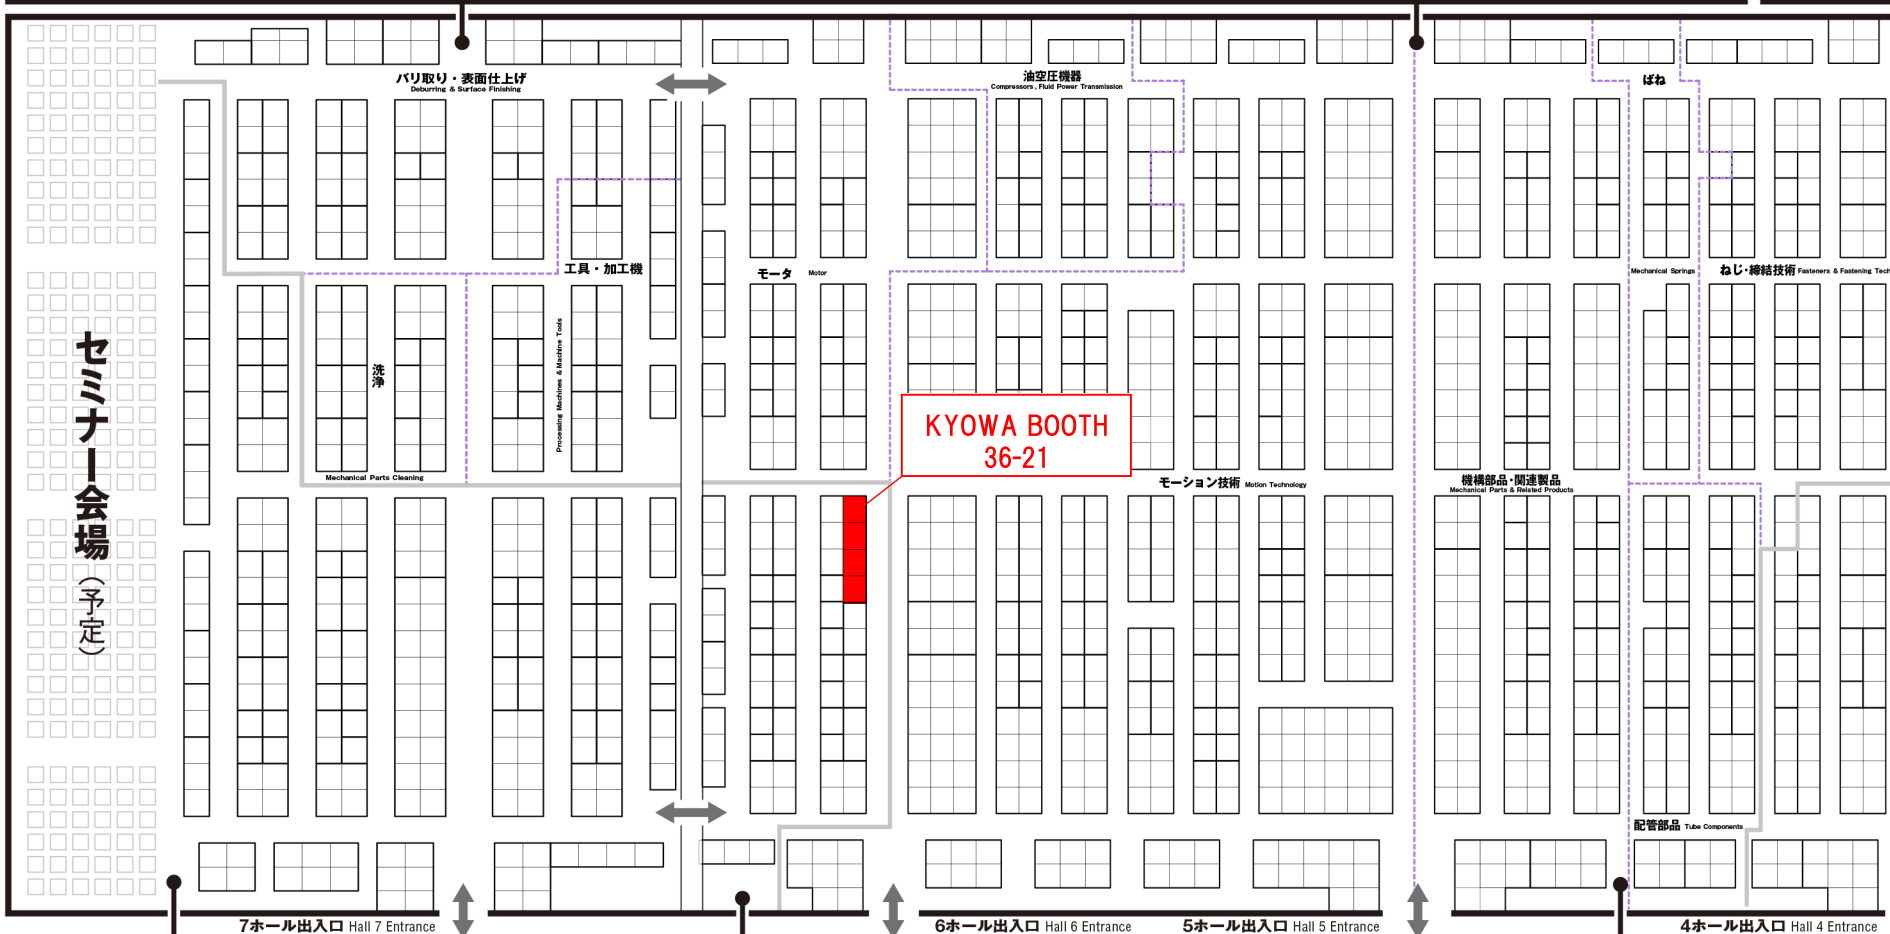 バリ取り・表面仕上げ
Deburring & Surface Finishing
油空圧機器
Compressors , Fluid Power Transmission
ばね
工具・加工機
モータ Motor
Mechanical Springs
ねじ・締結技術 Fasteners & Fastening Tech
Processing Machines & Machine Tools
洗浄
セミナー会場(予定)
KYOWA BOOTH
36-21
Mechanical Parts Cleaning
モーション技術 Motion Technology
機構部品・関連製品
Mechanical Parts & Related Products
配管部品 Tube Components
7ホール出入口 Hall 7 Entrance
6ホール出入口 Hall 6 Entrance
5ホール出入口 Hall 5 Entrance
4ホール出入口 Hall 4 Entrance